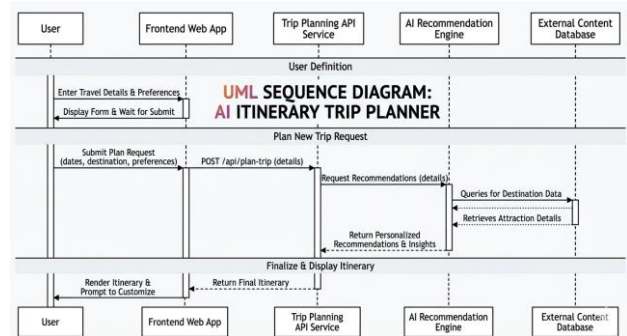 User
Frontend Web App
Trip Planning API
Service
AI Recommendation
Engine
External Content
Database
User Definition
Enter Travel Details & Preferences
Display Form & Wait for Submit
UML SEQUENCE DIAGRAM:
AI ITINERARY TRIP PLANNER
Plan New Trip Request
Submit Plan Request
(dates, destination, preferences)
POST /api/plan-trip (details)
Request Recommendations (details)
Queries for Destination Data
Retrieves Attraction Details
Return Personalized
Recommendations & Insights
Finalize & Display Itinerary
Render Itinerary &
Prompt to Customize
Return Final Itinerary
User
Frontend Web App
Trip Planning
API Service
AI Recommendation
Engine
External Content
Database